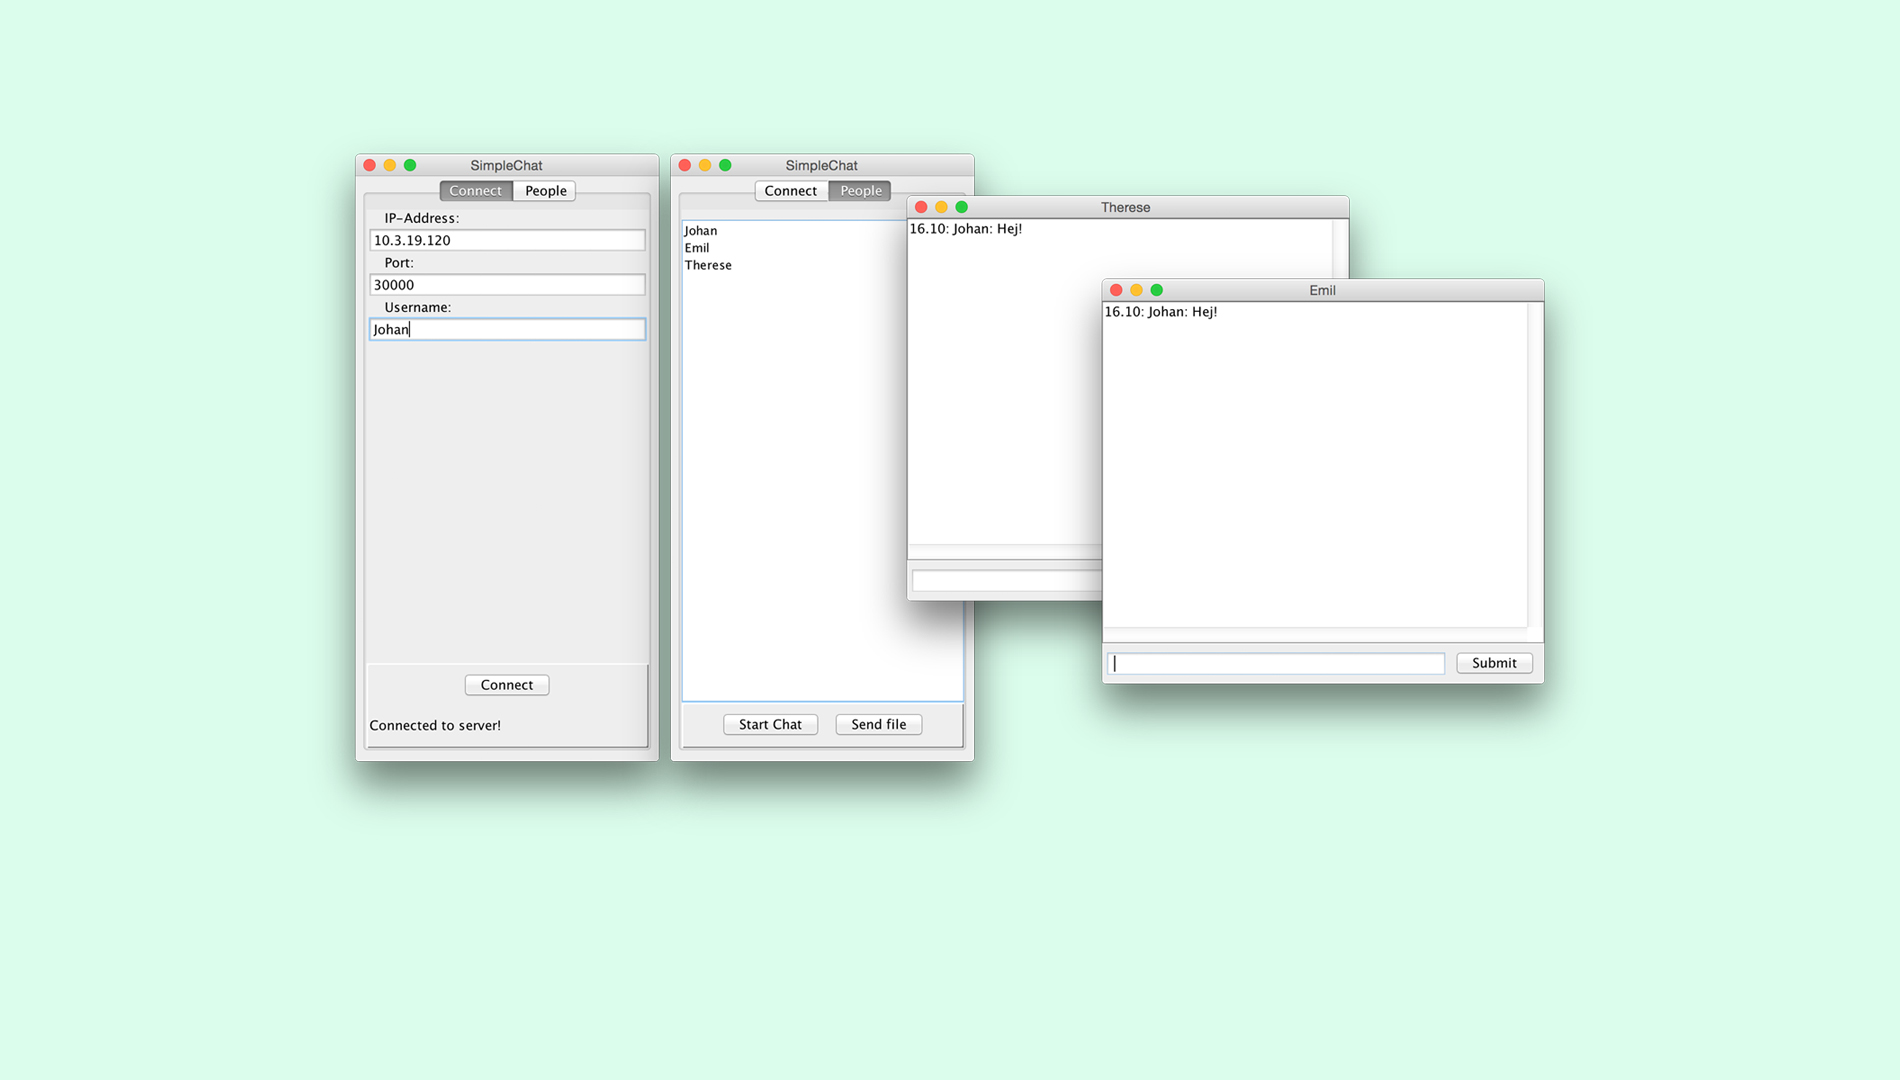 SimpleChat
Connect People
IP-Address:
10.3.19.120
Port:
30000
Username:
Johan
Connect
Connected to server!
SimpleChat
Connect People
Johan
Emil
Therese
Start Chat Send file
Therese
16.10: Johan: Hej!
Emil
16.10: Johan: Hej!
Submit